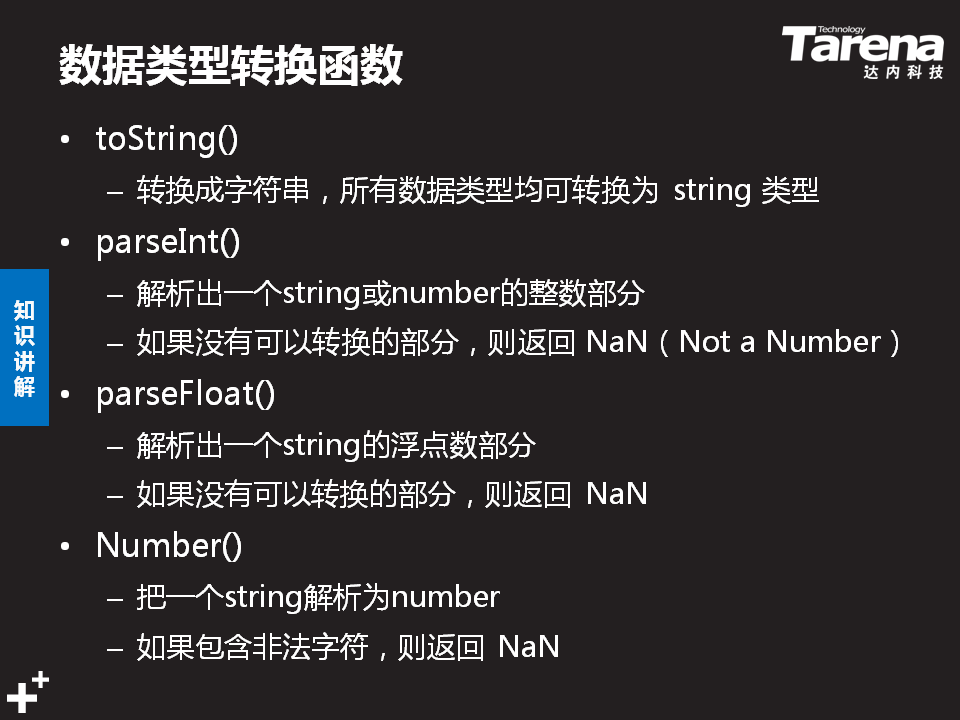 数据类型转换函数
Technology
Tarena
达内科技
• toString()
– 转换成字符串，所有数据类型均可转换为 string 类型
• parseInt()
– 解析出一个string或number的整数部分
– 如果没有可以转换的部分，则返回 NaN（Not a Number）
• parseFloat()
– 解析出一个string的浮点数部分
– 如果没有可以转换的部分，则返回 NaN
• Number()
– 把一个string解析为number
– 如果包含非法字符，则返回 NaN
知识讲解